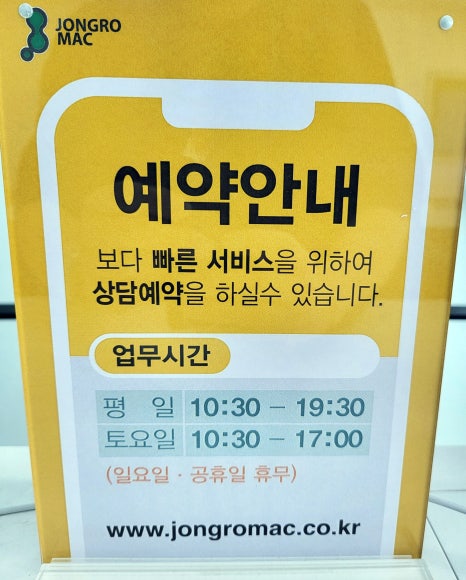 JONGRO
MAC
예약안내
보다 빠른 서비스을 위하여
상담예약을 하실수 있습니다.
업무시간
평 일 10:30 - 19:30
토요일 10:30 - 17:00
(일요일 · 공휴일 휴무)
www.jongromac.co.kr